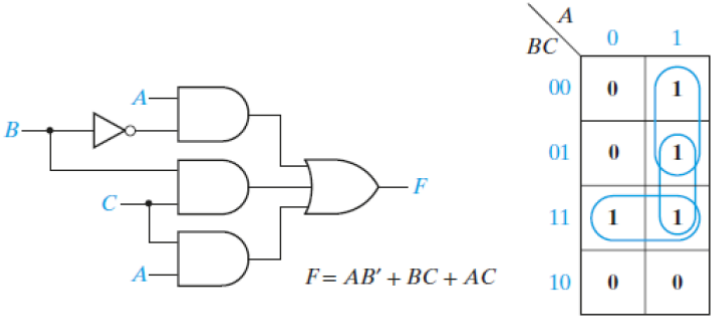 A
B
C
A
F
F = AB′ + BC + AC
A
BC
0 1
00 0 1
01 0 1
11 1 1
10 0 0